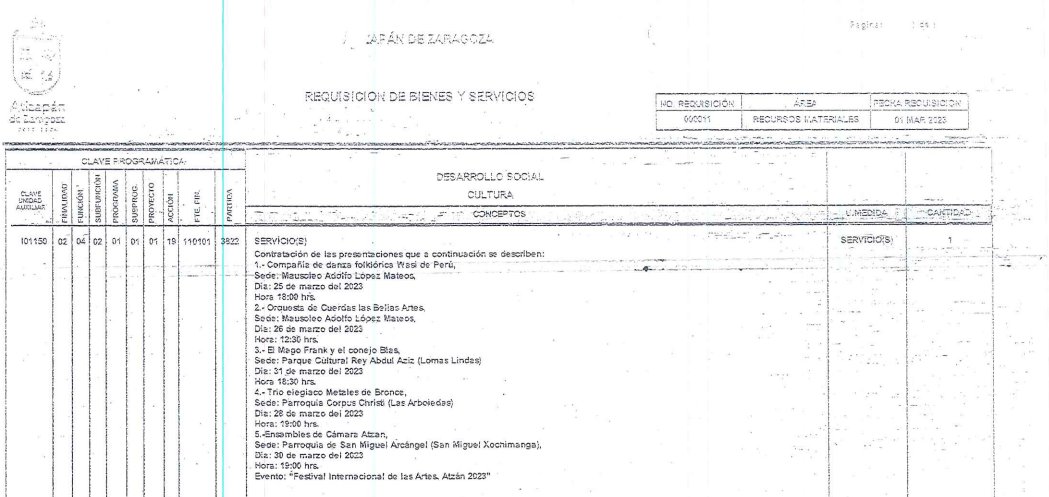 Página: 1 de 1
APÁN DE ZARAGOZA
Atizapán
de Zaragoza
REQUISICION DE BIENES Y SERVICIOS
NO. REQUISICIÓN ÁREA FECHA REQUISICIÓN
000011 RECURSOS MATERIALES 01 MAR 2023
CLAVE PROGRAMÁTICA
DESARROLLO SOCIAL
CULTURA
CLAVE UNIDAD AUXILIAR FINALIDAD FUNCIÓN SUBFUNCIÓN PROGRAMA SUBPROG. PROYECTO ACCIÓN FTE. FIN. PARTIDA
CONCEPTOS U.MEDIDA CANTIDAD
I01150 02 04 02 01 01 01 19 110101 3822 SERVICIO(S) SERVICIO(S) 1
Contratación de las presentaciones que a continuación se describen:
1.- Compañía de danza folklórica Wasi de Perú,
Sede: Mausoleo Adolfo López Mateos,
Día: 25 de marzo del 2023
Hora 18:00 hrs.
2.- Orquesta de Cuerdas las Bellas Artes,
Sede: Mausoleo Adolfo López Mateos,
Día: 26 de marzo del 2023
Hora: 12:30 hrs.
3.- El Mago Frank y el conejo Blas,
Sede: Parque Cultural Rey Abdul Aziz (Lomas Lindas)
Día: 31 de marzo del 2023
Hora 18:30 hrs.
4.- Trio elegiaco Metales de Bronce,
Sede: Parroquia Corpus Christi (Las Arboledas)
Día: 28 de marzo del 2023
Hora: 19:00 hrs.
5.-Ensambles de Cámara Atzan,
Sede: Parroquia de San Miguel Arcángel (San Miguel Xochimanga),
Día: 30 de marzo del 2023
Hora: 19:00 hrs.
Evento: "Festival Internacional de las Artes, Atzán 2023"